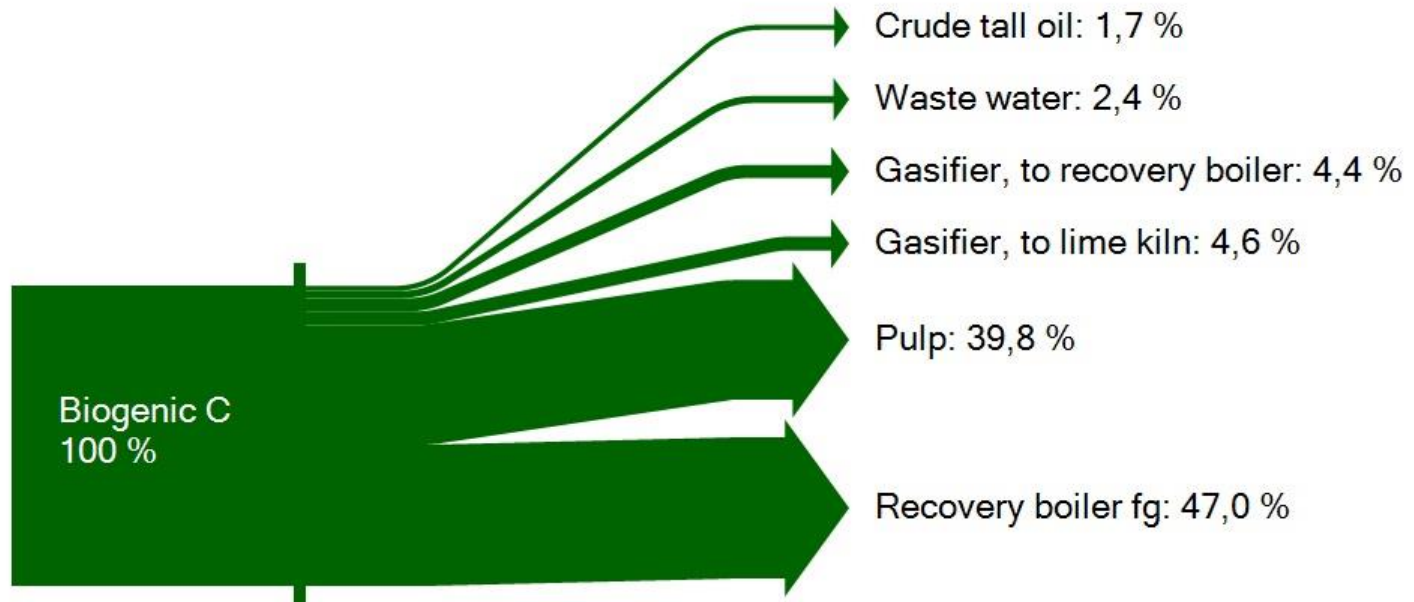 Crude tall oil: 1,7 %
Waste water: 2,4 %
Gasifier, to recovery boiler: 4,4 %
Gasifier, to lime kiln: 4,6 %
Pulp: 39,8 %
Biogenic C
100 %
Recovery boiler fg: 47,0 %